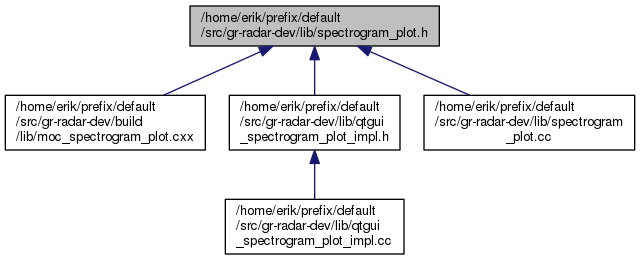 /home/erik/prefix/default
/src/gr-radar-dev/lib/spectrogram_plot.h
/home/erik/prefix/default
/src/gr-radar-dev/build
/lib/moc_spectrogram_plot.cxx
/home/erik/prefix/default
/src/gr-radar-dev/lib/qtgui
_spectrogram_plot_impl.h
/home/erik/prefix/default
/src/gr-radar-dev/lib/spectrogram
_plot.cc
/home/erik/prefix/default
/src/gr-radar-dev/lib/qtgui
_spectrogram_plot_impl.cc